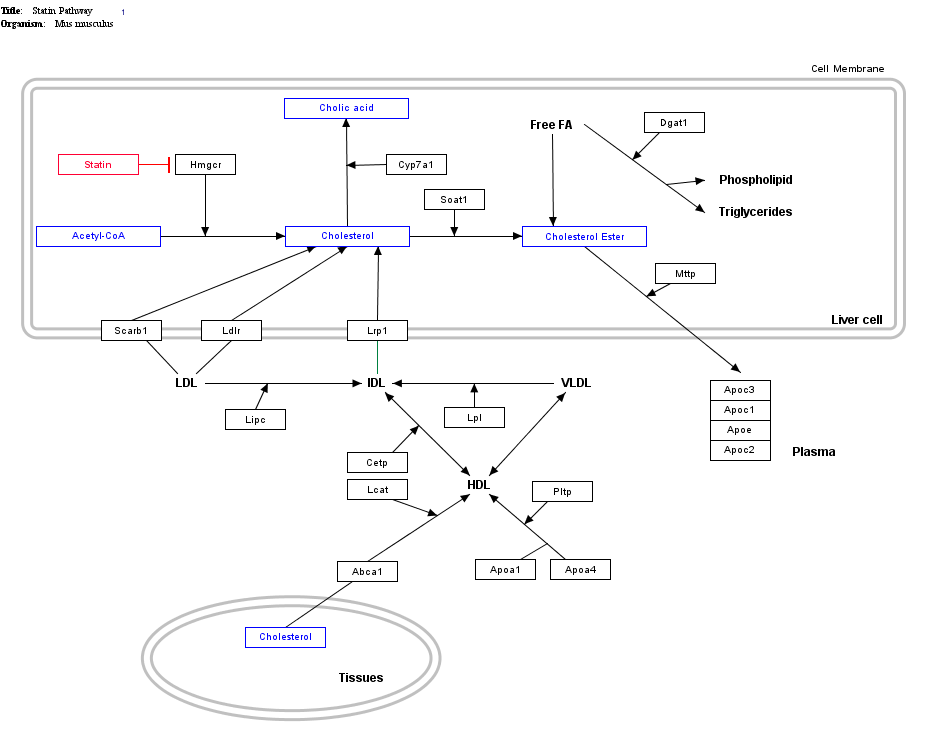 Title: Statin Pathway 1
Organism: Mus musculus
Cell Membrane
Cholic acid
Free FA
Dgat1
Statin
Hmgcr
Cyp7a1
Phospholipid
Soat1
Triglycerides
Acetyl-CoA
Cholesterol
Cholesterol Ester
Mttp
Scarb1
Ldlr
Lrp1
Liver cell
LDL
IDL
VLDL
Apoc3
Apoc1
Apoe
Apoc2
Lipc
Lpl
Plasma
Cetp
Lcat
HDL
Pltp
Abca1
Apoa1
Apoa4
Cholesterol
Tissues